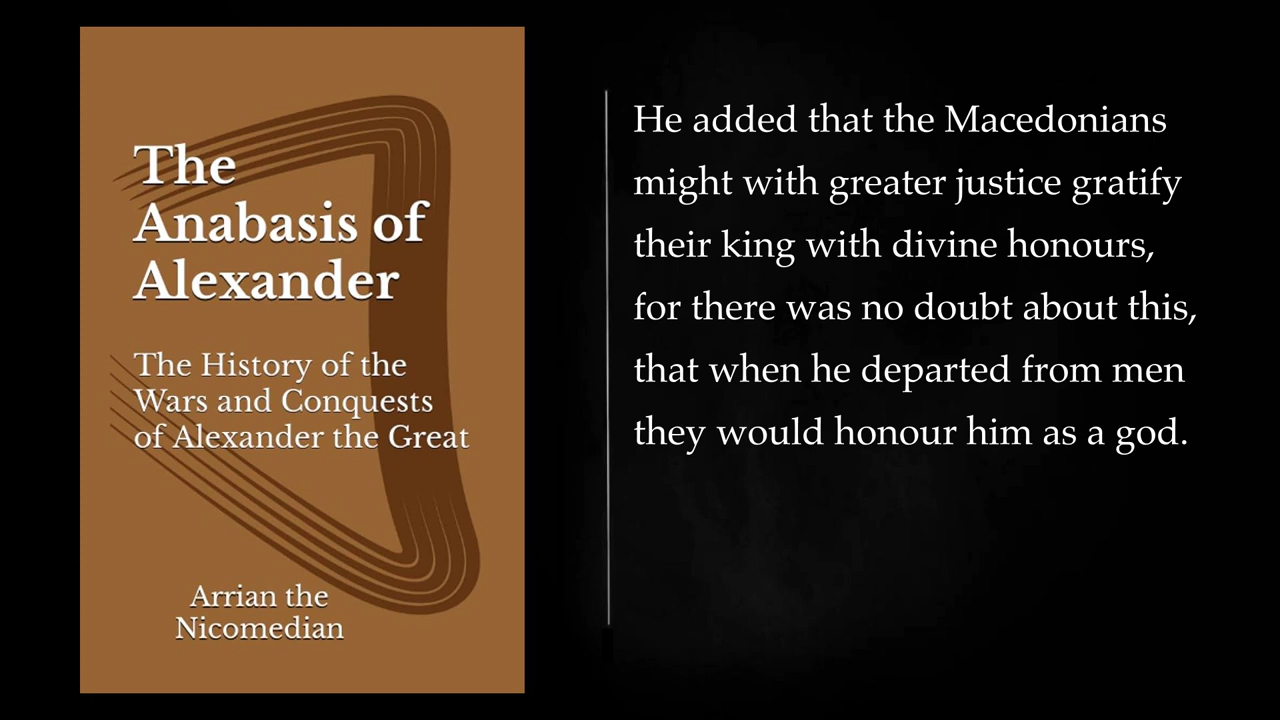 The
Anabasis of
Alexander
The History of the
Wars and Conquests
of Alexander the Great
Arrian the
Nicomedian
He added that the Macedonians
might with greater justice gratify
their king with divine honours,
for there was no doubt about this,
that when he departed from men
they would honour him as a god.